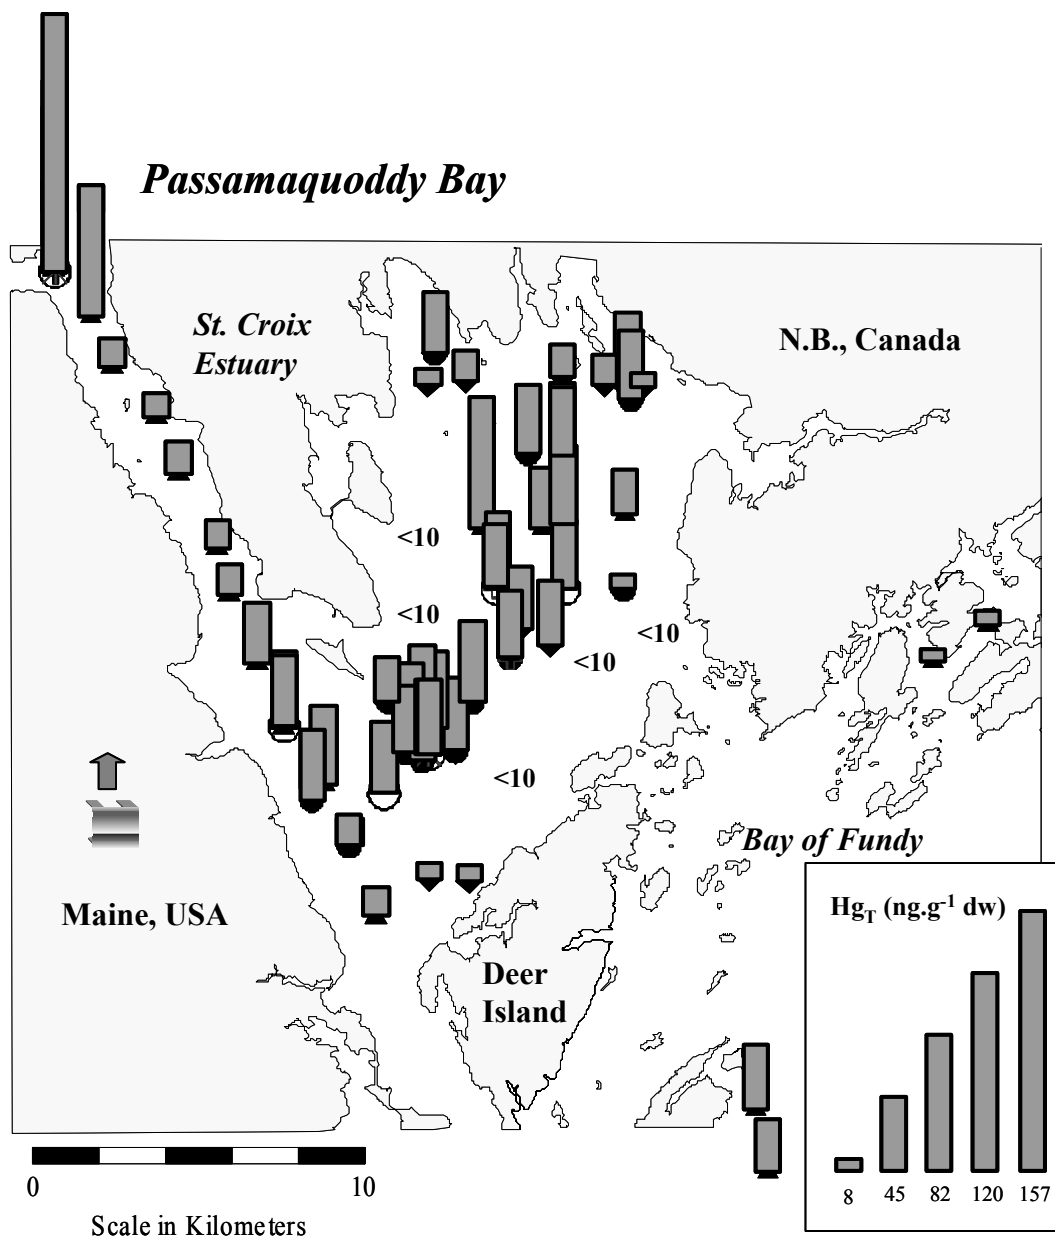 Passamaquoddy Bay
St. Croix
Estuary
N.B., Canada
<10
<10
<10
<10
<10
Bay of Fundy
Maine, USA
Deer
Island
HgT (ng.g-1 dw)
8 45 82 120 157
0 10
Scale in Kilometers